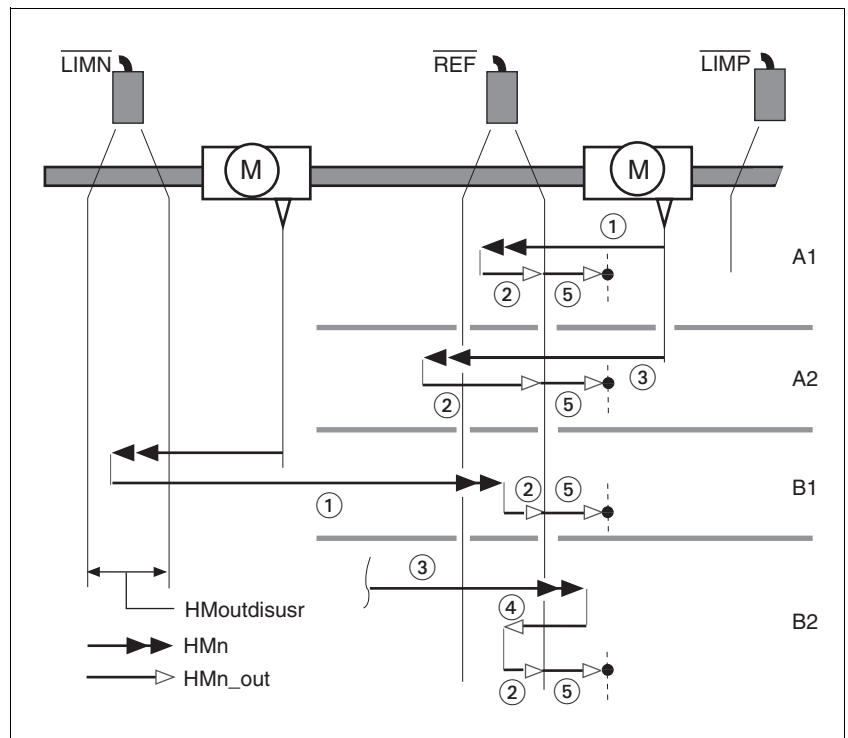 LIMN REF LIMP
M M
1
A1
2 5
3
A2
2 5
2 5
B1
1
3
4
HMoutdisusr
B2
HMn
HMn_out
2 5